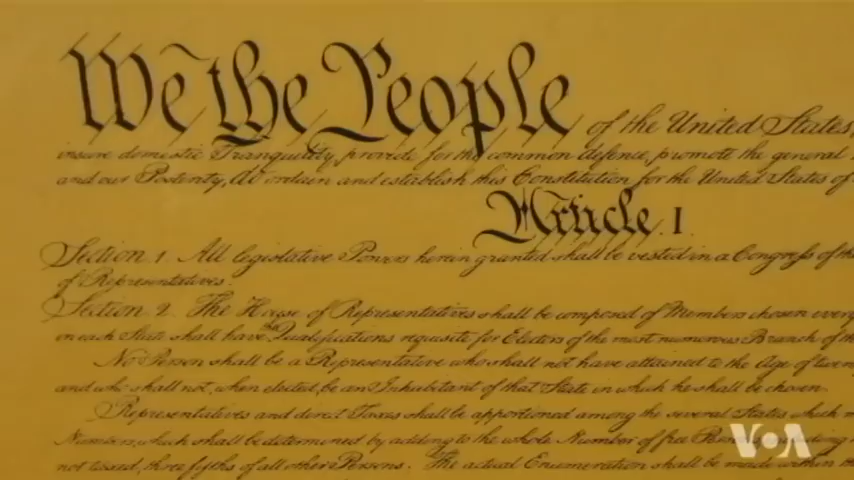 We the People of the United States,
insure domestic Tranquility, provide for the common defence, promote the general
and our Posterity, do ordain and establish this Constitution for the United States of
Article. I.
Section. 1. All legislative Powers herein granted shall be vested in a Congress of the
of Representatives.
Section. 2. The House of Representatives shall be composed of Members chosen every
in each State shall have the Qualifications requisite for Electors of the most numerous Branch of the
No Person shall be a Representative who shall not have attained to the Age of twenty
and who shall not, when elected, be an Inhabitant of that State in which he shall be chosen.
Representatives and direct Taxes shall be apportioned among the several States which
Numbers, which shall be determined by adding to the whole Number of free Persons, including
not taxed, three fifths of all other Persons. The actual Enumeration shall be made within the
VOA